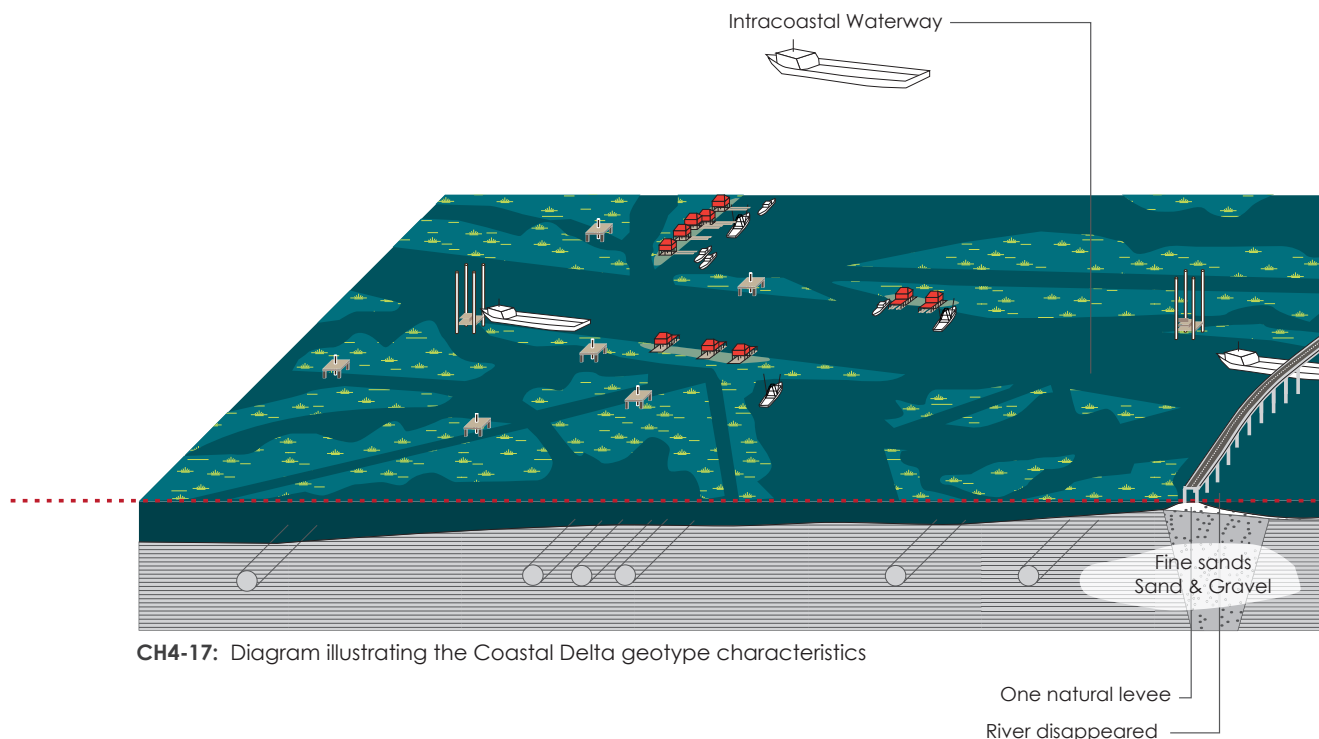 Intracoastal Waterway
Fine sands
Sand & Gravel
CH4-17: Diagram illustrating the Coastal Delta geotype characteristics
One natural levee
River disappeared